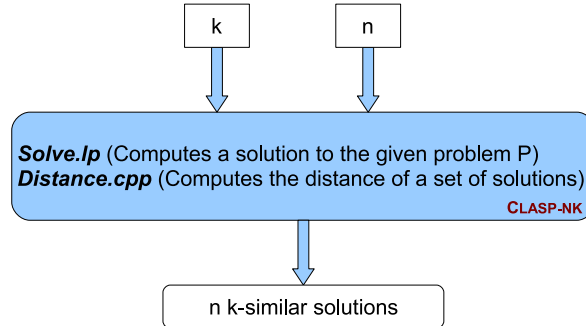 k
n
Solve.lp (Computes a solution to the given problem P)
Distance.cpp (Computes the distance of a set of solutions)
CLASP-NK
n k-similar solutions